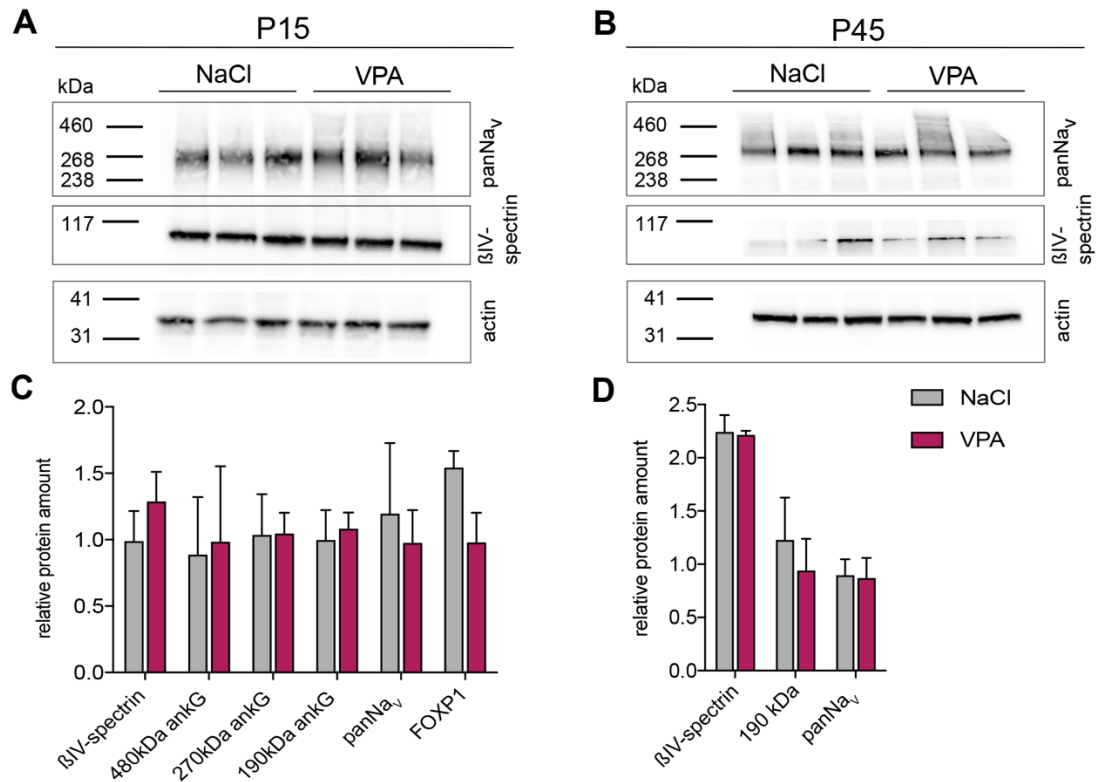 A
P15
kDa
NaCl
VPA
460
268
238
panNav
117
ßIV-
spectrin
41
31
actin
B
P45
kDa
NaCl
VPA
460
268
238
panNav
117
ßIV-
spectrin
41
31
actin
C
relative protein amount
2.0
1.5
1.0
0.5
0.0
ßIV-spectrin
480kDa ankG
270kDa ankG
190kDa ankG
panNav
FOXP1
D
relative protein amount
2.5
2.0
1.5
1.0
0.5
0.0
ßIV-spectrin
190 kDa
panNav
NaCl
VPA